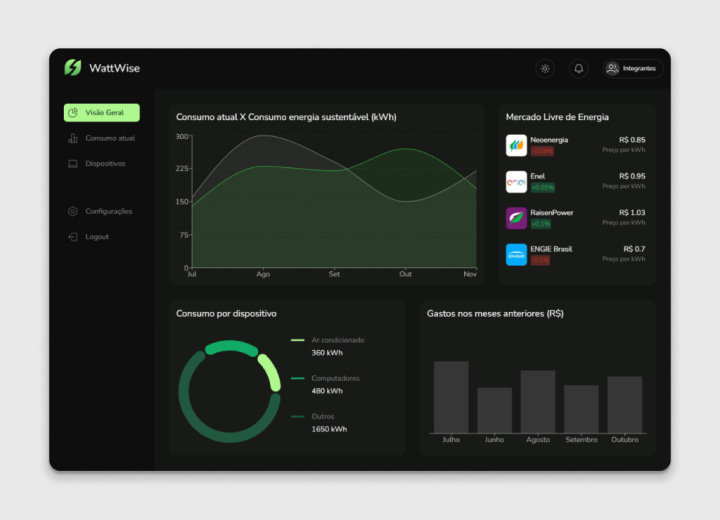 WattWise
Integrantes
Visão Geral
Consumo atual
Dispositivos
Configurações
Logout
Consumo atual X Consumo energia sustentável (kWh)
300
225
150
75
0
Jul
Ago
Set
Out
Nov
Mercado Livre de Energia
Neoenergia
R$ 0.85
-0.05%
Preço por kWh
enel
Enel
R$ 0.95
+0.05%
Preço por kWh
RaisenPower
R$ 1.03
+0.1%
Preço por kWh
ENGIE
ENGIE Brasil
R$ 0.7
Preço por kWh
Consumo por dispositivo
Ar condicionado
360 kWh
Computadores
480 kWh
Outros
1650 kWh
Gastos nos meses anteriores (R$)
Julho
Junho
Agosto
Setembro
Outubro